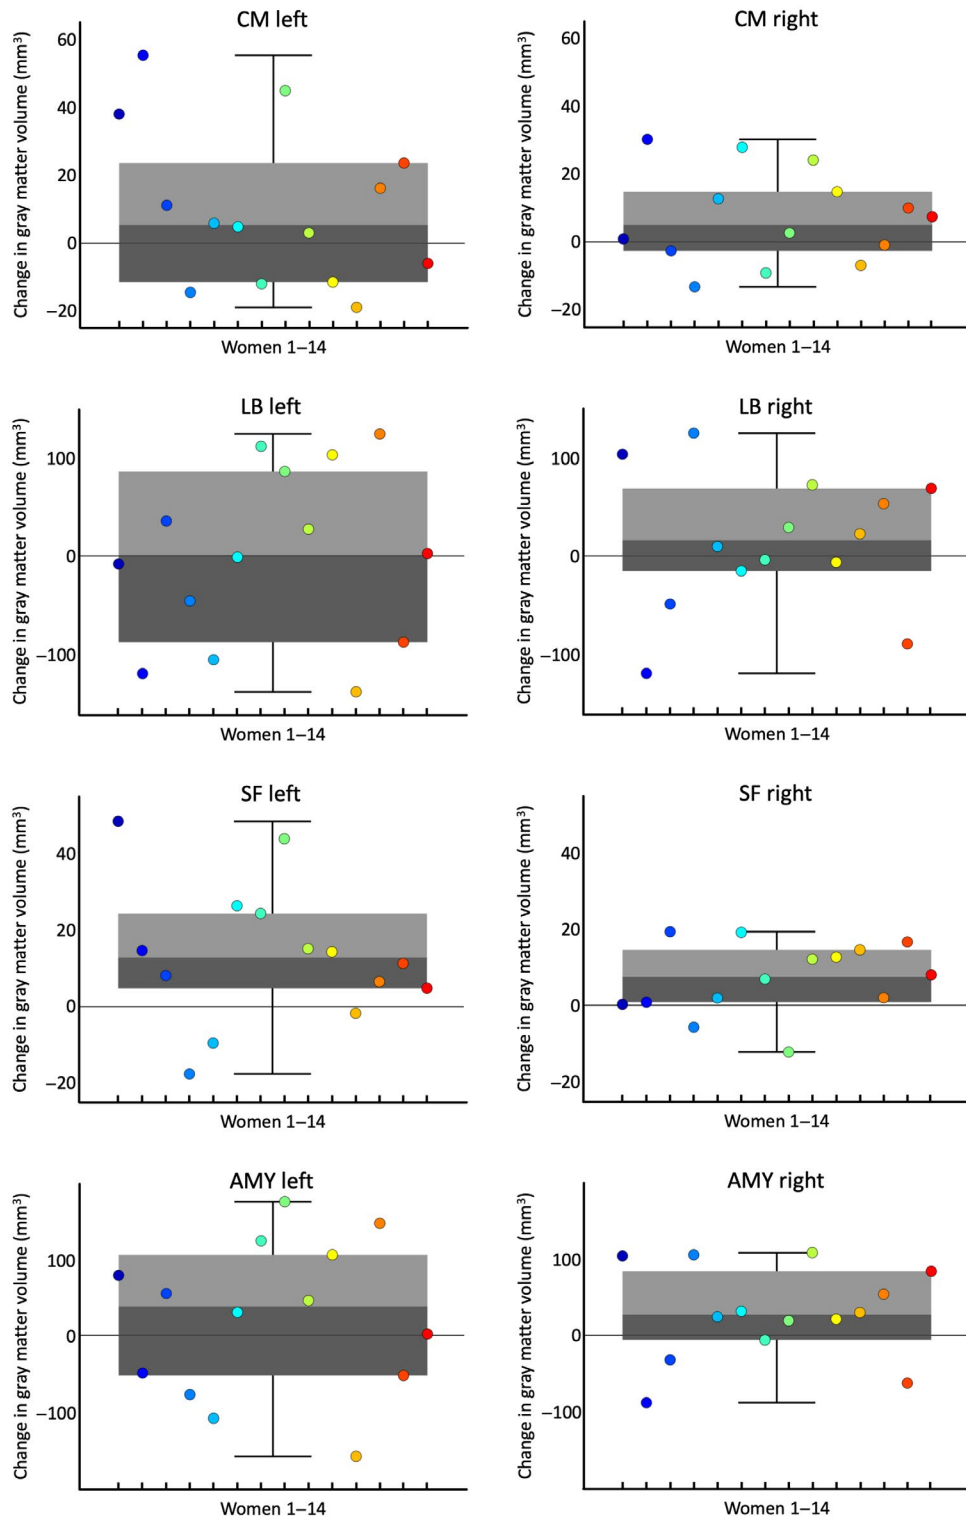 CM left
Change in gray matter volume (mm³)
60
40
20
0
–20
Women 1–14
CM right
Change in gray matter volume (mm³)
60
40
20
0
–20
Women 1–14
LB left
Change in gray matter volume (mm³)
100
0
–100
Women 1–14
LB right
Change in gray matter volume (mm³)
100
0
–100
Women 1–14
SF left
Change in gray matter volume (mm³)
40
20
0
–20
Women 1–14
SF right
Change in gray matter volume (mm³)
40
20
0
–20
Women 1–14
AMY left
Change in gray matter volume (mm³)
100
0
–100
Women 1–14
AMY right
Change in gray matter volume (mm³)
100
0
–100
Women 1–14